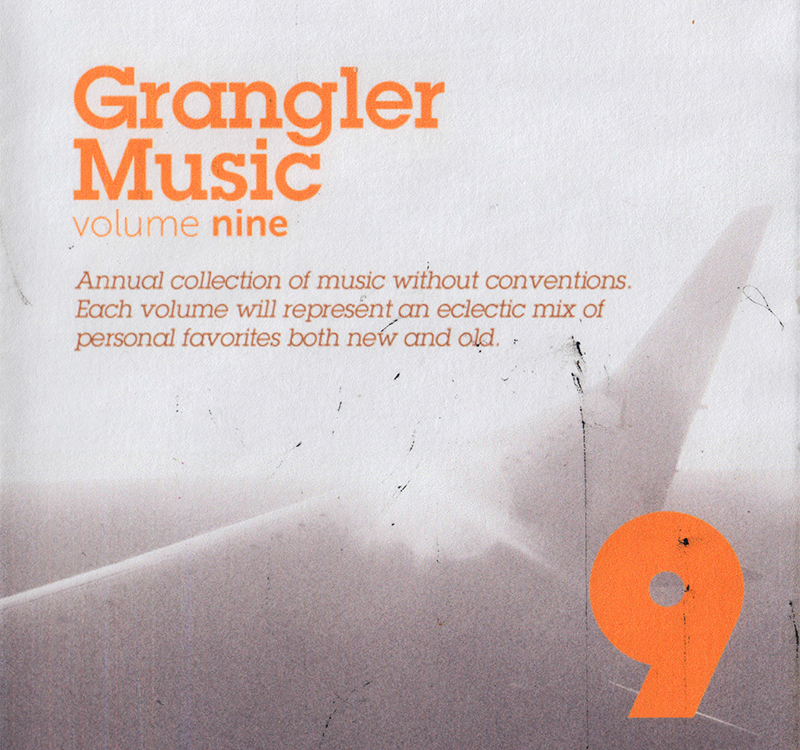 Grangler
Music
volume nine
Annual collection of music without conventions.
Each volume will represent an eclectic mix of
personal favorites both new and old.
9